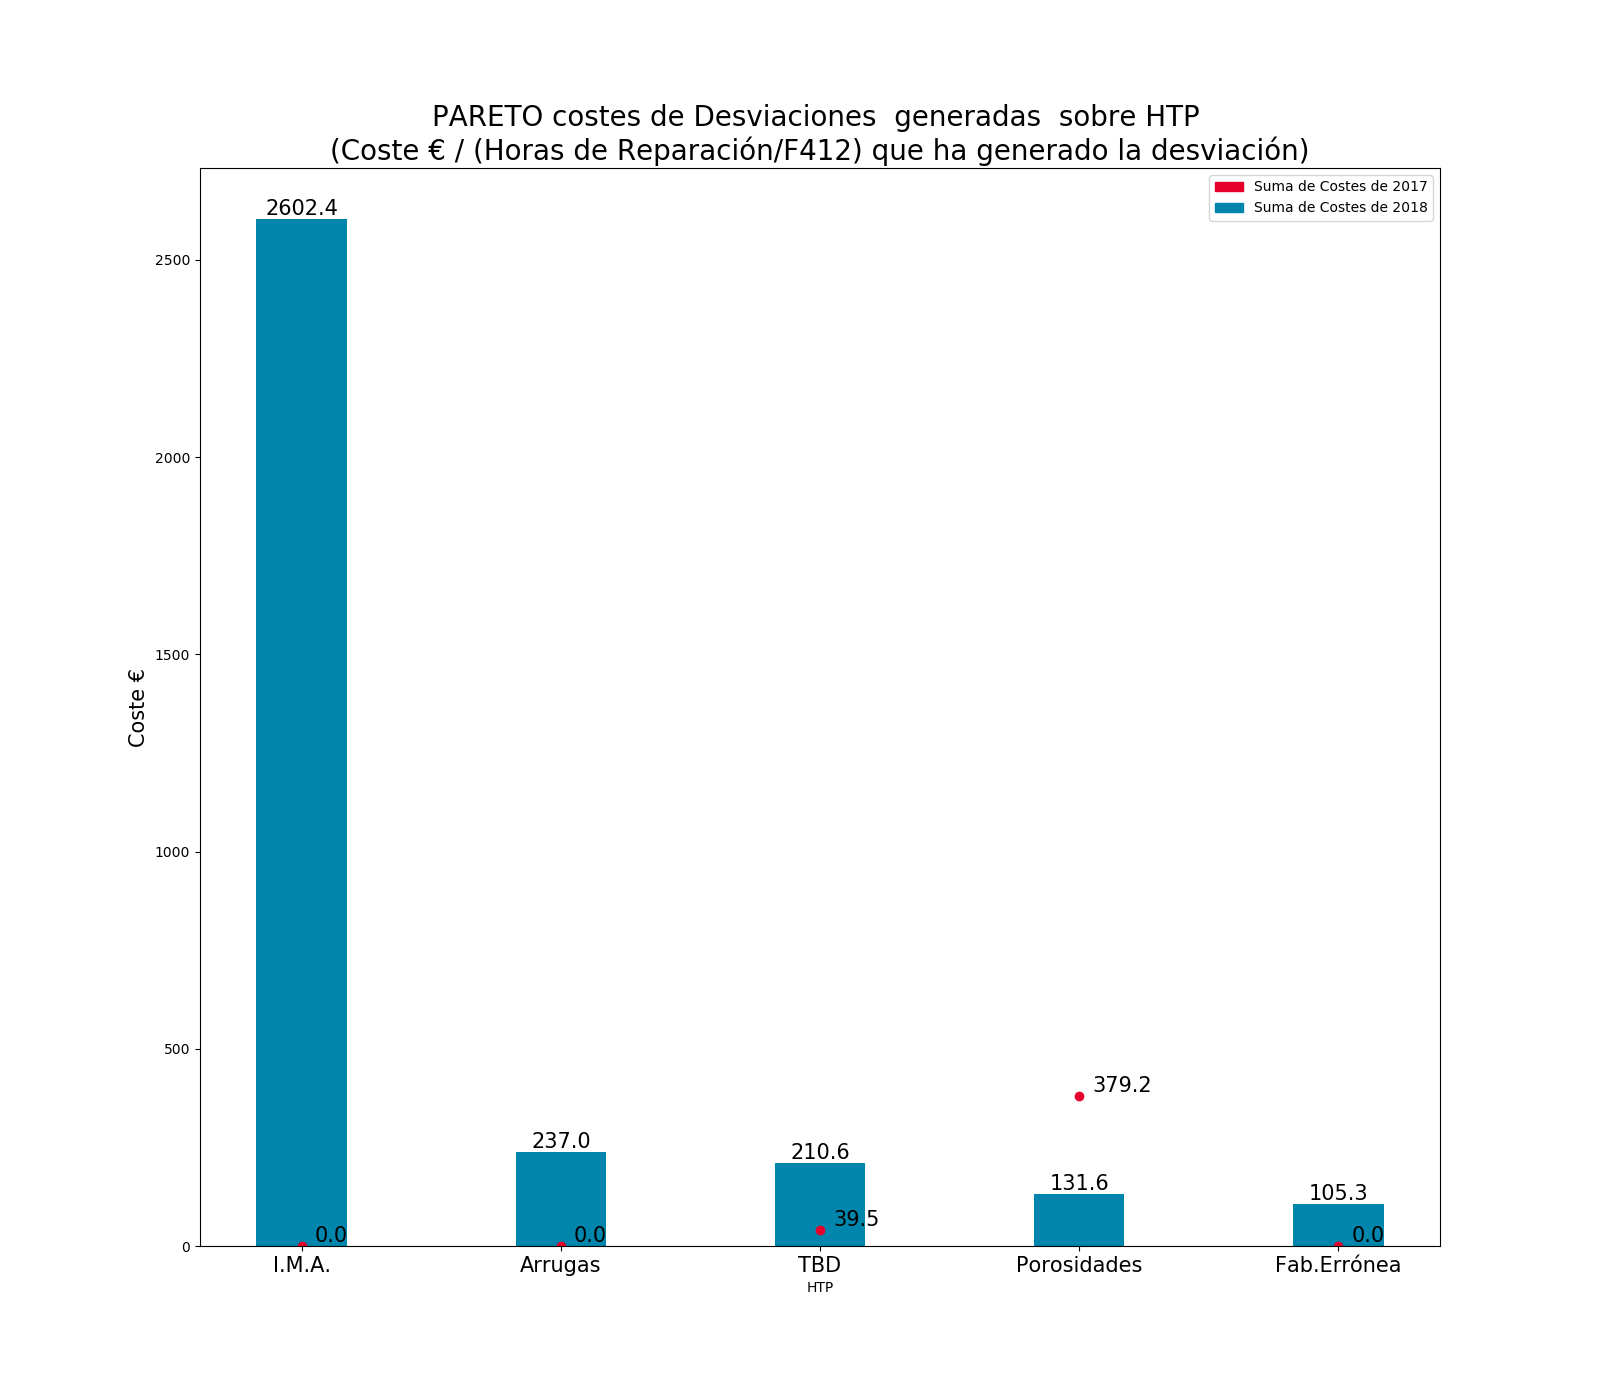 PARETO costes de Desviaciones  generadas  sobre HTP
(Coste € / (Horas de Reparación/F412) que ha generado la desviación)
Suma de Costes de 2017
Suma de Costes de 2018
2602.4
2500
2000
1500
1000
500
0
Coste €
379.2
237.0
210.6
131.6
105.3
0.0
0.0
39.5
0.0
I.M.A.
Arrugas
TBD
Porosidades
Fab.Errónea
HTP